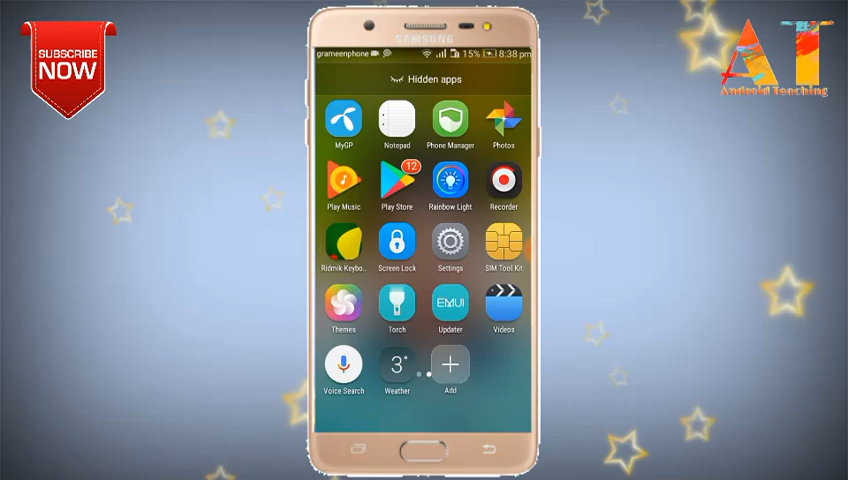 SUBSCRIBE
NOW
AT
Android Teaching
SAMSUNG
grameenphone
15% 8:38 pm
Hidden apps
MyGP
Notepad
Phone Manager
Photos
12
Play Music
Play Store
Rainbow Light
Recorder
Ridmik Keybo..
Screen Lock
Settings
SIM Tool Kit
Themes
Torch
EMUI
Updater
Videos
3°
Voice Search
Weather
Add